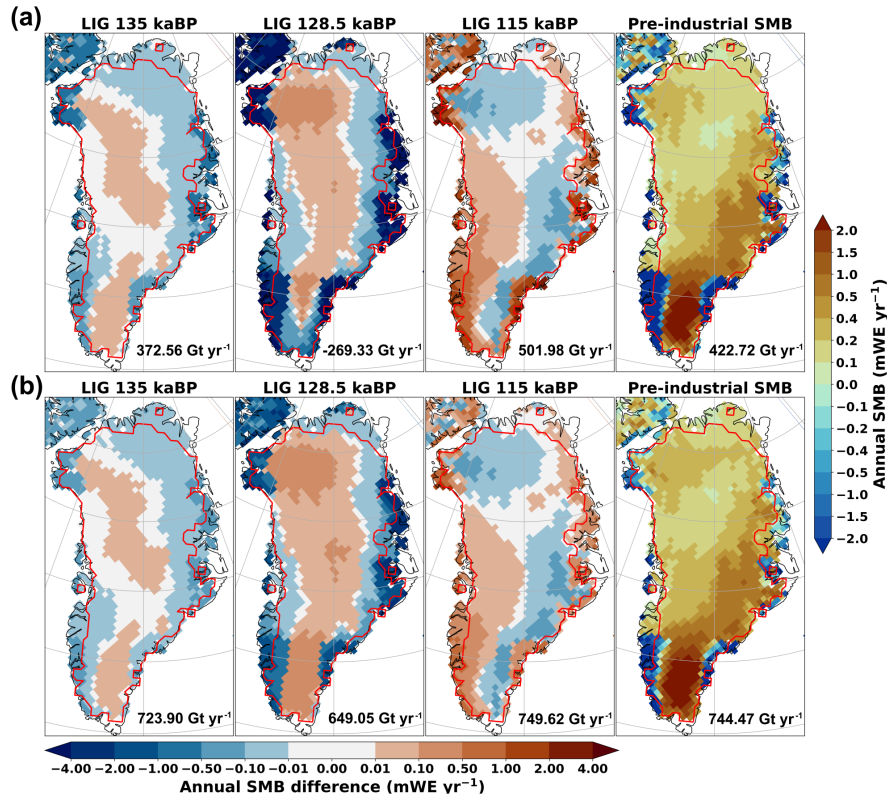 (a)
LIG 135 kaBP LIG 128.5 kaBP LIG 115 kaBP Pre-industrial SMB
372.56 Gt yr⁻¹ -269.33 Gt yr⁻¹ 501.98 Gt yr⁻¹ 422.72 Gt yr⁻¹
(b)
LIG 135 kaBP LIG 128.5 kaBP LIG 115 kaBP Pre-industrial SMB
723.90 Gt yr⁻¹ 649.05 Gt yr⁻¹ 749.62 Gt yr⁻¹ 744.47 Gt yr⁻¹
2.0
1.5
1.0
0.5
0.4
0.2
0.1
0.0
−0.1
−0.2
−0.4
−0.5
−1.0
−1.5
−2.0
Annual SMB (mWE yr⁻¹)
−4.00 −2.00 −1.00 −0.50 −0.10 −0.01 0.00 0.01 0.10 0.50 1.00 2.00 4.00
Annual SMB difference (mWE yr⁻¹)